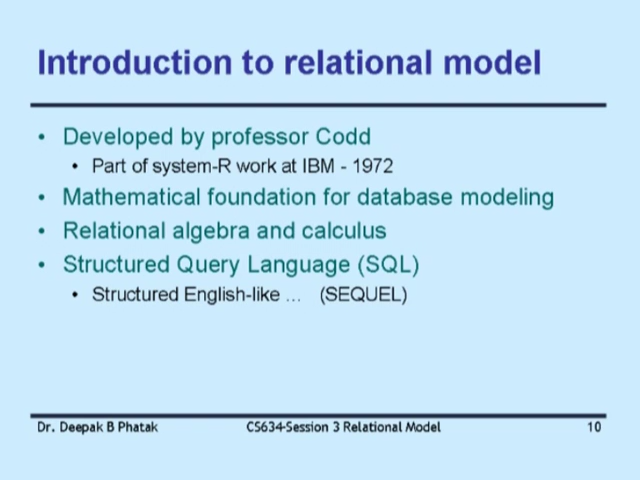 Introduction to relational model
• Developed by professor Codd
• Part of system-R work at IBM - 1972
• Mathematical foundation for database modeling
• Relational algebra and calculus
• Structured Query Language (SQL)
• Structured English-like ... (SEQUEL)
Dr. Deepak B Phatak CS634-Session 3 Relational Model 10